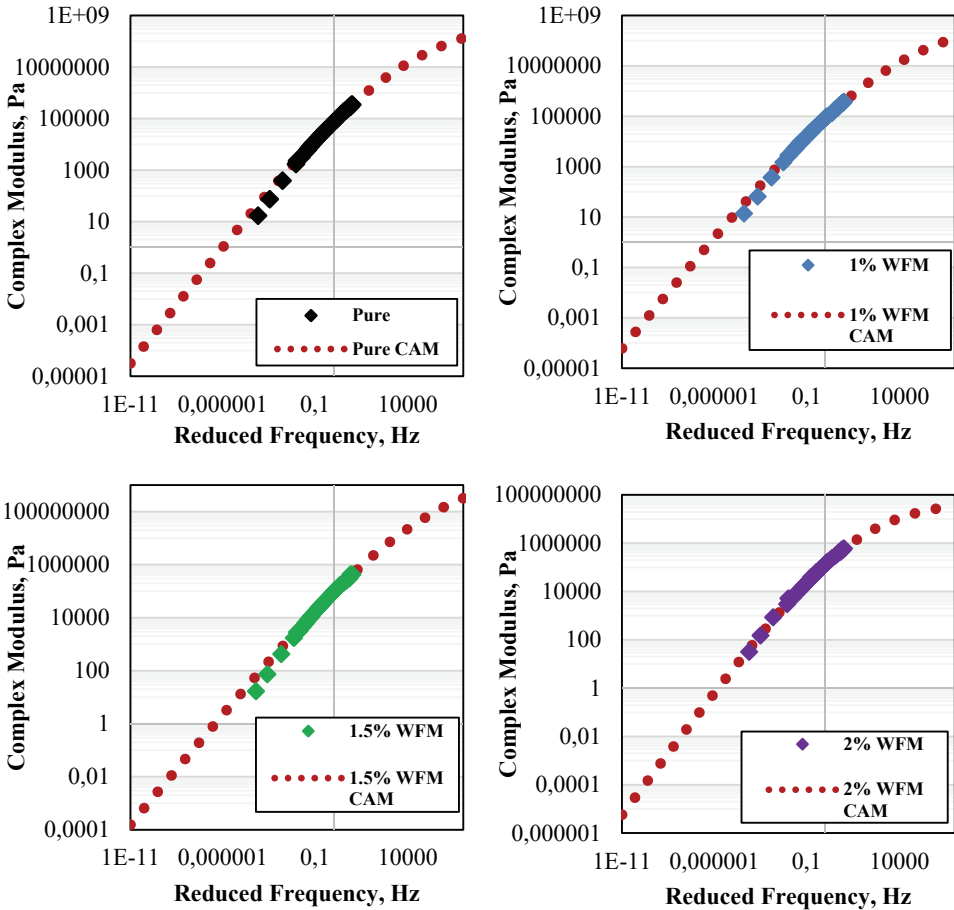 1E+09
10000000
100000
1000
10
0,1
0,001
0,00001
Complex Modulus, Pa
Pure
Pure CAM
1E-11
0,000001
0,1
10000
Reduced Frequency, Hz
1E+09
10000000
100000
1000
10
0,1
0,001
0,00001
Complex Modulus, Pa
1% WFM
1% WFM
CAM
1E-11
0,000001
0,1
10000
Reduced Frequency, Hz
100000000
1000000
10000
100
1
0,01
0,0001
Complex Modulus, Pa
1.5% WFM
1.5% WFM
CAM
1E-11
0,000001
0,1
10000
Reduced Frequency, Hz
100000000
1000000
10000
100
1
0,01
0,0001
0,000001
Complex Modulus, Pa
2% WFM
2% WFM
CAM
1E-11
0,000001
0,1
10000
Reduced Frequency, Hz